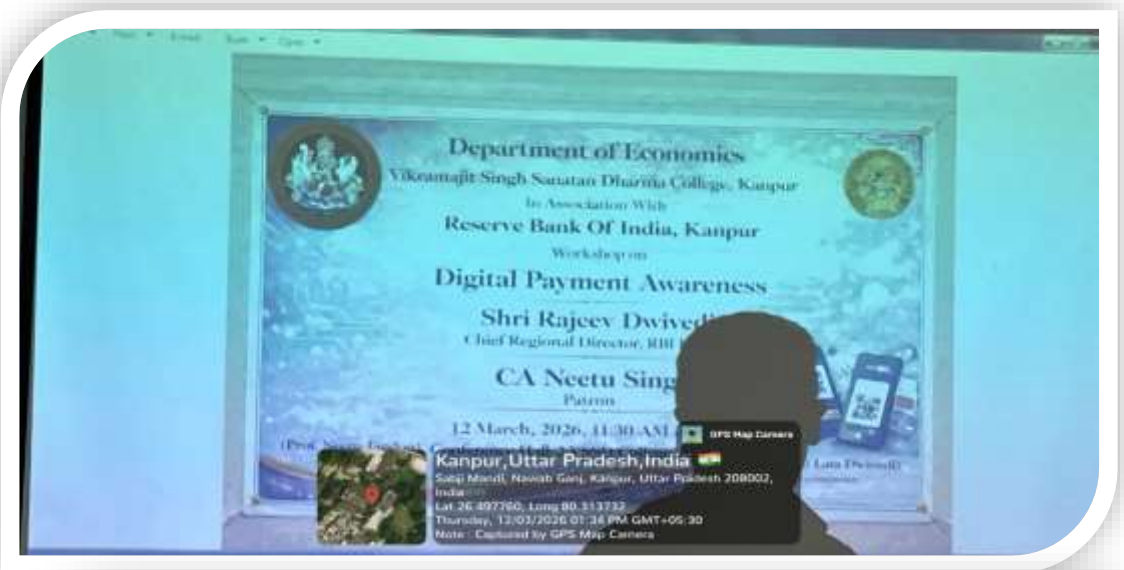 Department of Economics
Vikramajit Singh Sanatan Dharma College, Kanpur
In Association With
Reserve Bank Of India, Kanpur
Workshop on
Digital Payment Awareness
Shri Rajeev Dwivedi
Chief Regional Director, RBI
CA Neetu Sing
Patron
12 March, 2026, 11:30 AM
GPS Map Camera
Kanpur, Uttar Pradesh, India
Sabji Mandi, Nawab Ganj, Kanpur, Uttar Pradesh 208002,
India
Lat 26.497760, Long 80.313732
Thursday, 12/03/2026 01:34 PM GMT+05:30
Note : Captured by GPS Map Camera